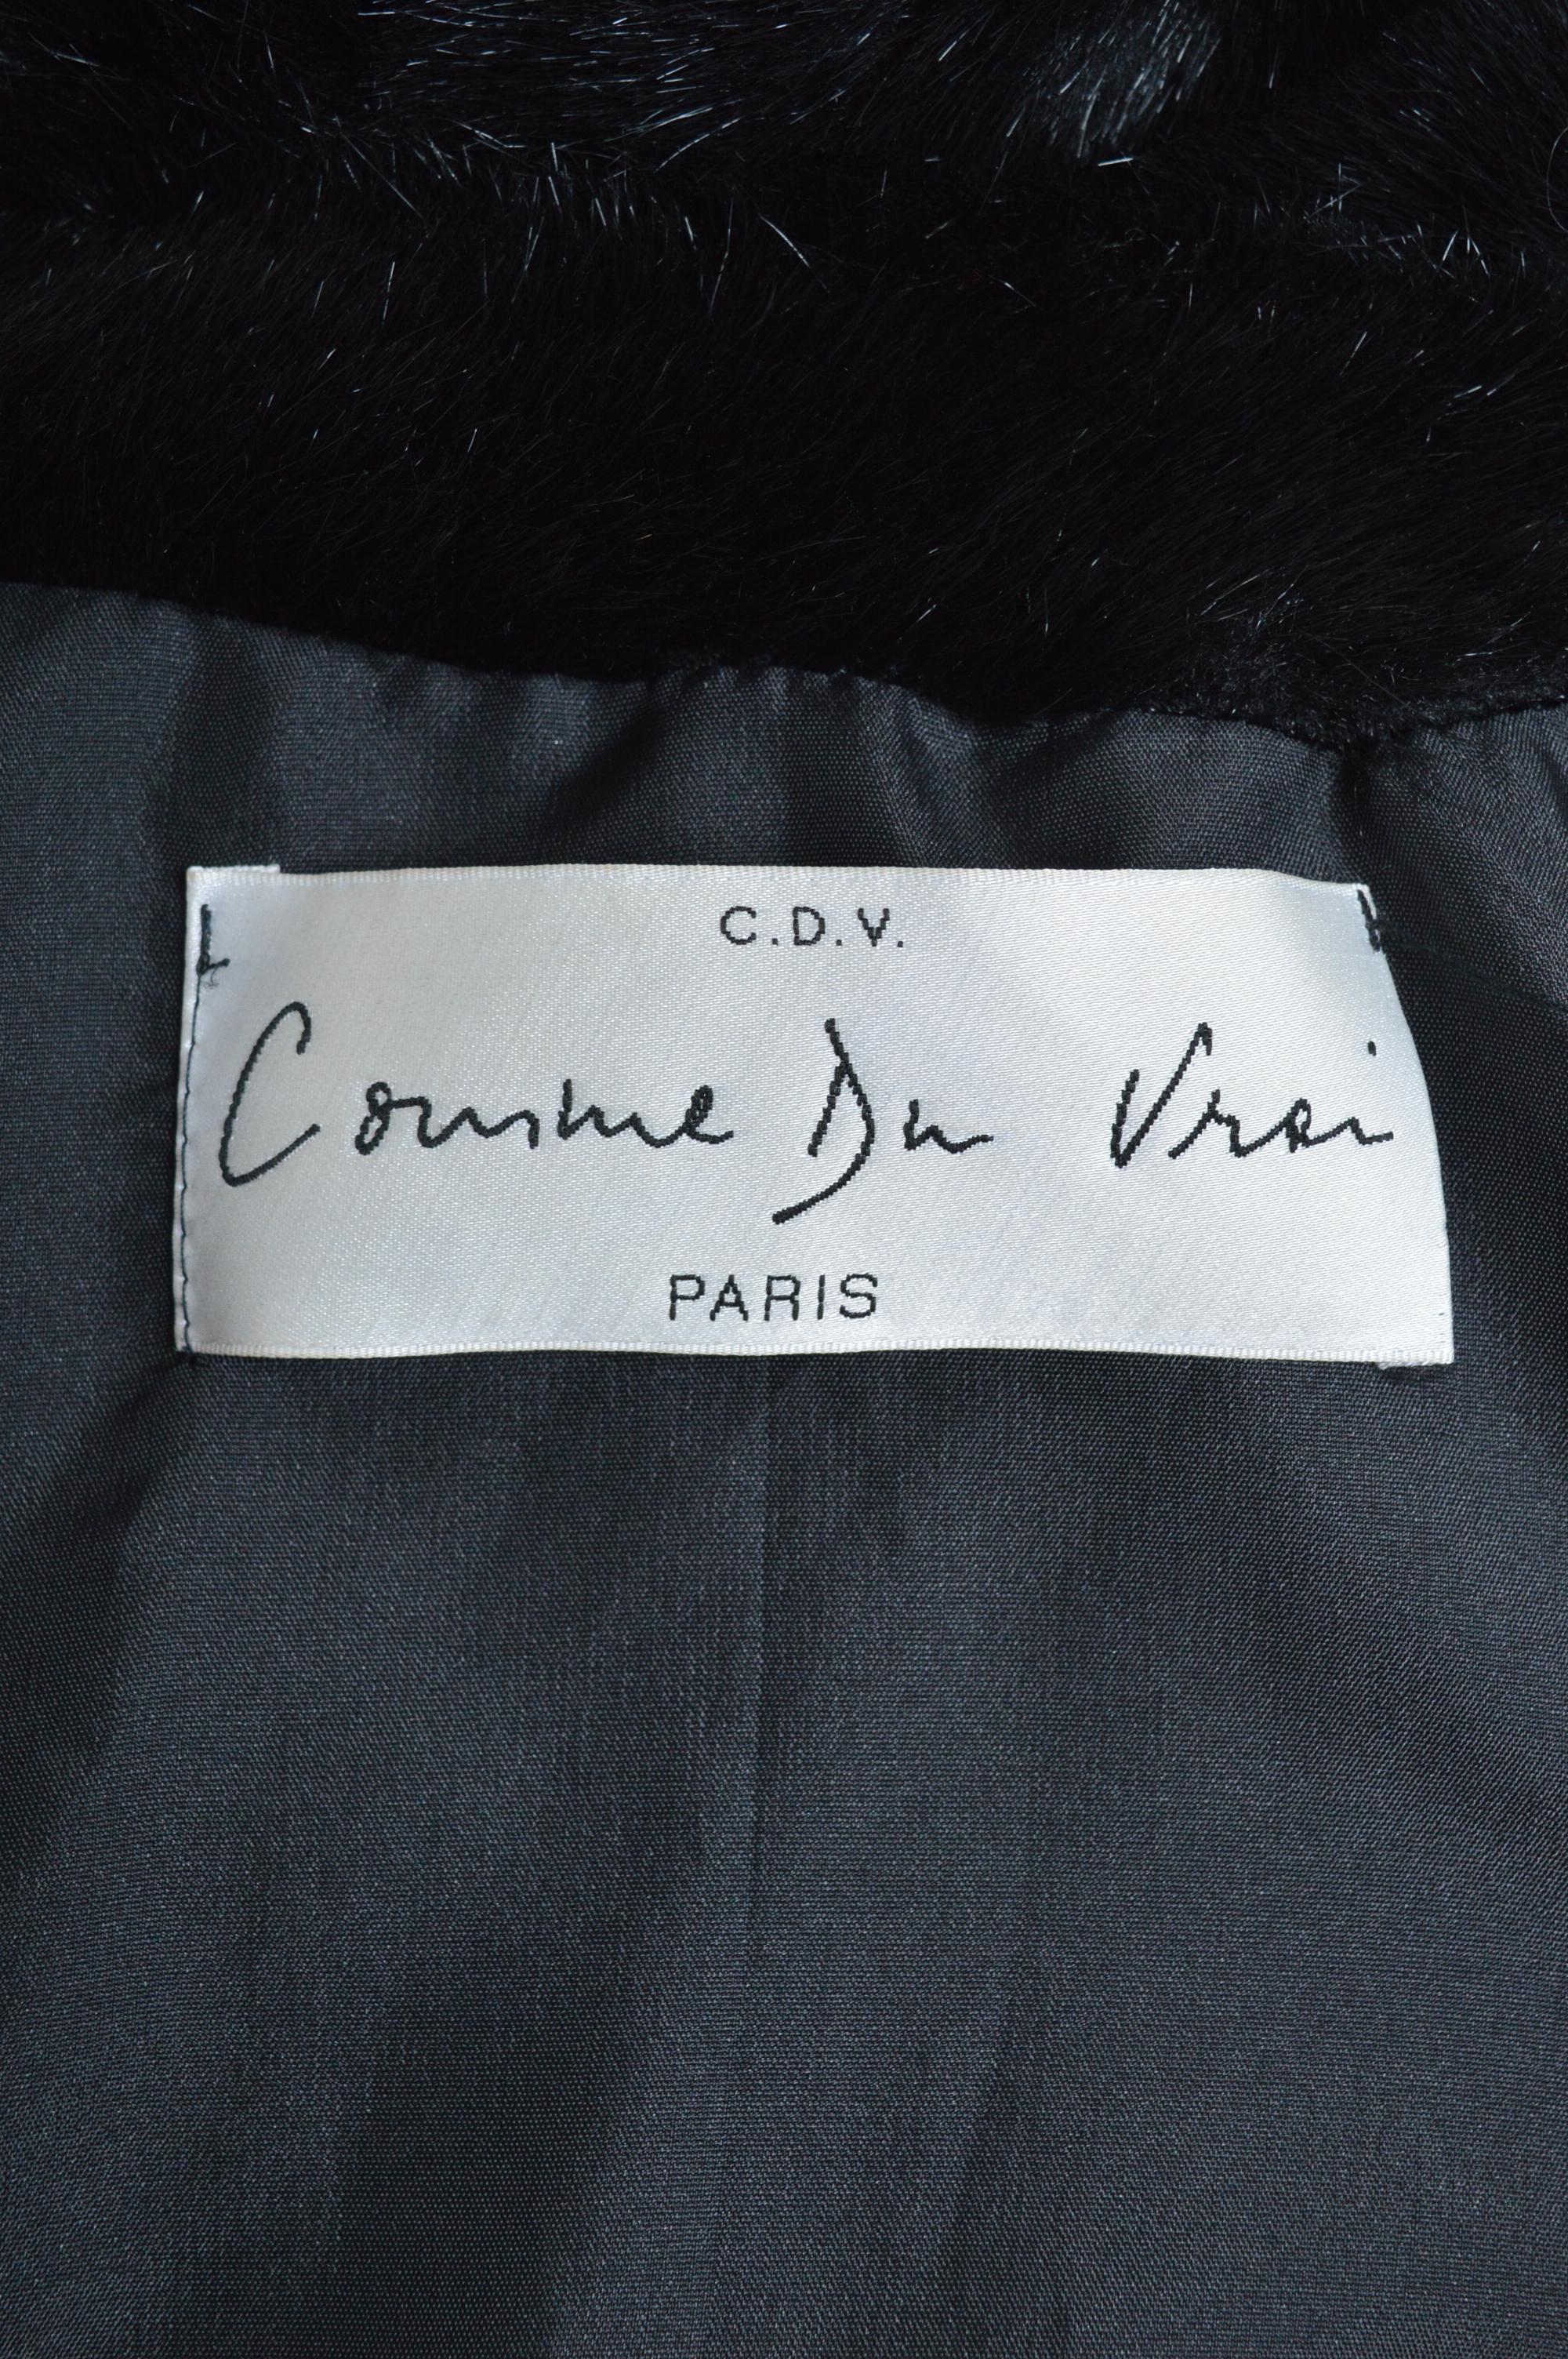 C.D.V.
Comme Du Vrai
PARIS